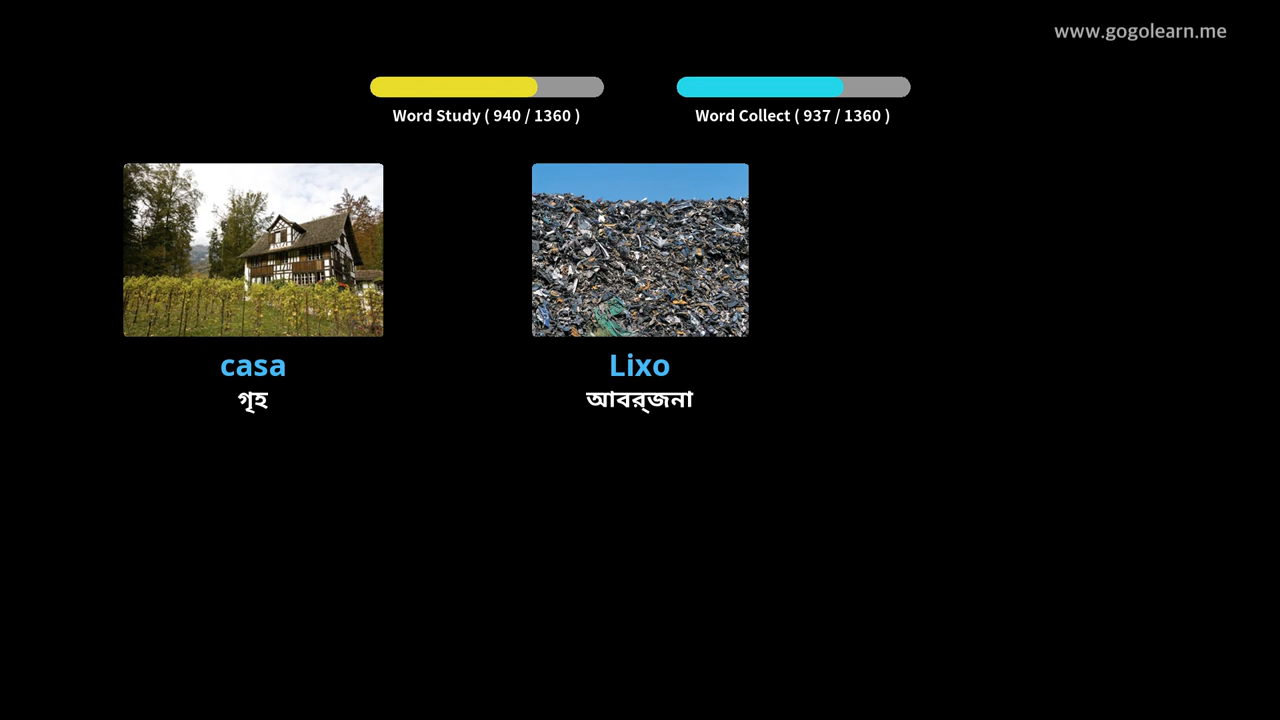 www.gogolearn.me
Word Study ( 940 / 1360 )
Word Collect ( 937 / 1360 )
casa
গৃহ
Lixo
আবর্জনা